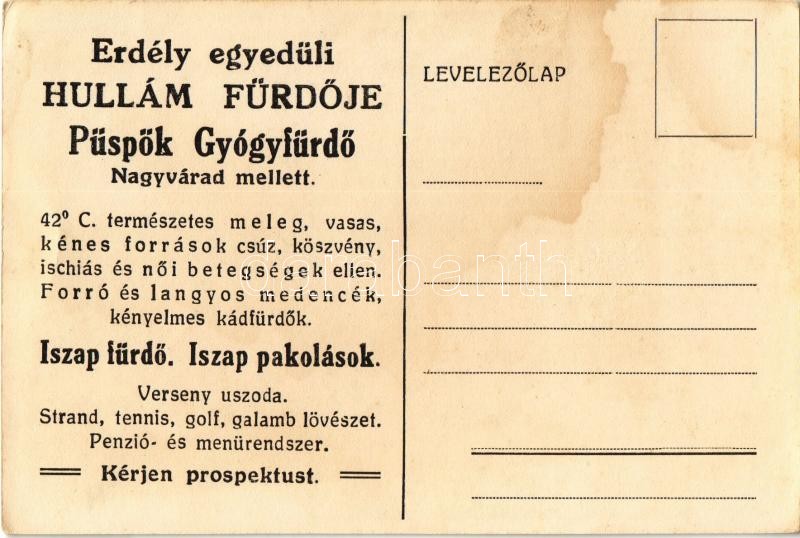 Erdély egyedüli
HULLÁM FÜRDŐJE
Püspök Gyógyfürdő
Nagyvárad mellett.
42⁰ C. természetes meleg, vasas,
kénes források csúz, köszvény,
ischiás és női betegségek ellen.
Forró és langyos medencék,
kényelmes kádfürdők.
Iszap fürdő. Iszap pakolások.
Verseny uszoda.
Strand, tennis, golf, galamb lövészet.
Penzió- és menürendszer.
Kérjen prospektust.
LEVELEZŐLAP
darabanth